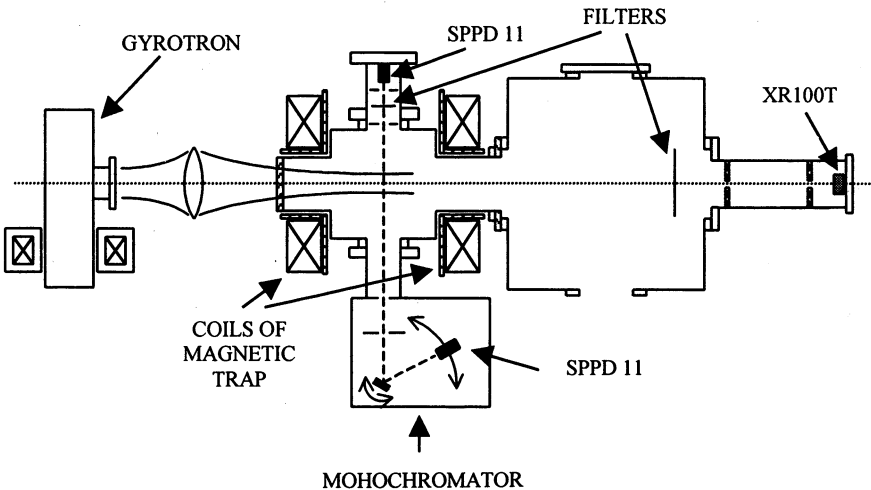 FILTERS
SPPD 11
GYROTRON
XR100T
COILS OF
MAGNETIC
TRAP
SPPD 11
MOHOCHROMATOR